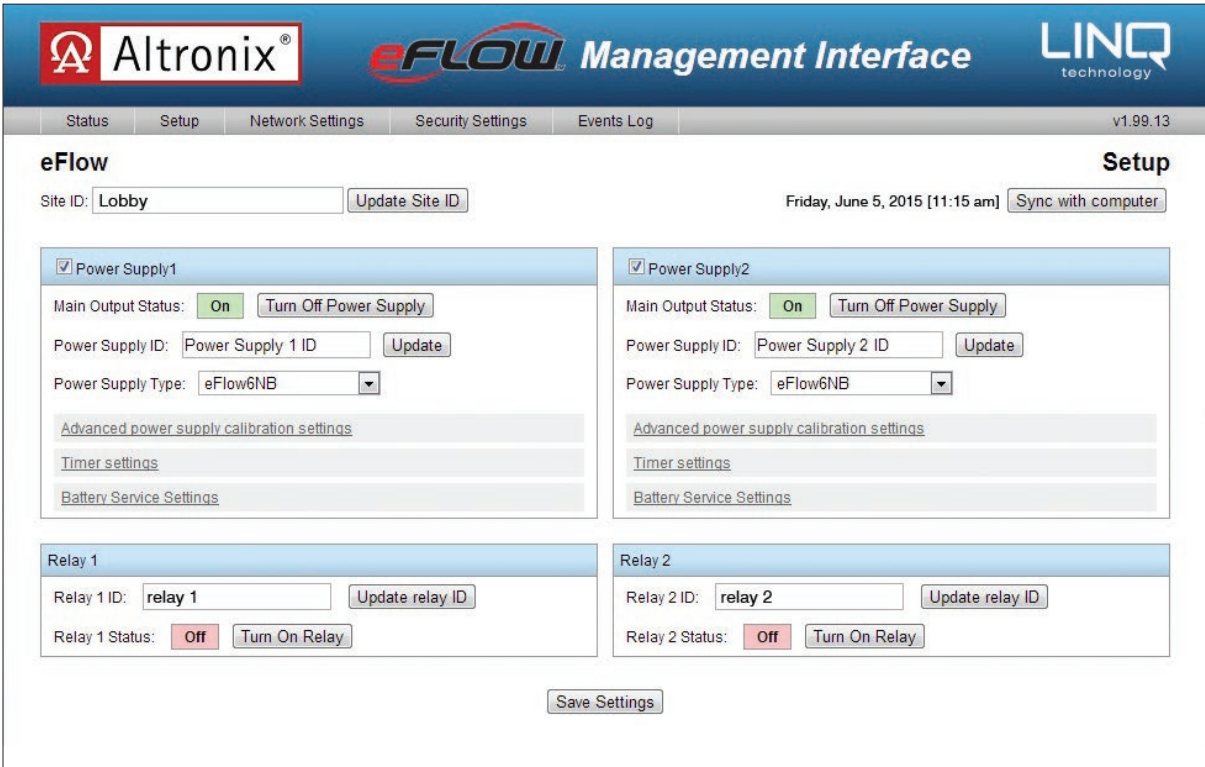 Altronix®
eFLOW Management Interface
LINQ
technology
Status Setup Network Settings Security Settings Events Log v1.99.13
eFlow Setup
Site ID: Lobby Update Site ID Friday, June 5, 2015 [11:15 am] Sync with computer
Power Supply1
Main Output Status: On Turn Off Power Supply
Power Supply ID: Power Supply 1 ID Update
Power Supply Type: eFlow6NB
Advanced power supply calibration settings
Timer settings
Battery Service Settings
Power Supply2
Main Output Status: On Turn Off Power Supply
Power Supply ID: Power Supply 2 ID Update
Power Supply Type: eFlow6NB
Advanced power supply calibration settings
Timer settings
Battery Service Settings
Relay 1
Relay 1 ID: relay 1 Update relay ID
Relay 1 Status: Off Turn On Relay
Relay 2
Relay 2 ID: relay 2 Update relay ID
Relay 2 Status: Off Turn On Relay
Save Settings